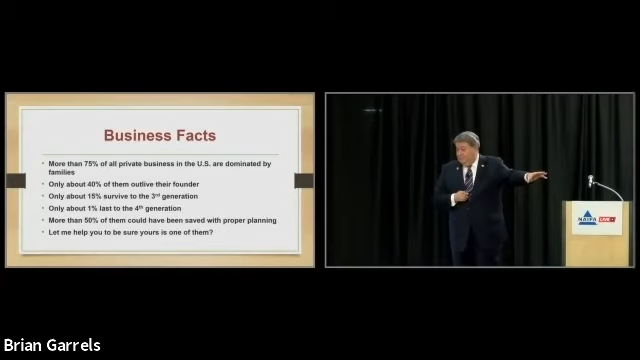 Business Facts
• More than 75% of all private business in the U.S. are dominated by
families
• Only about 40% of them outlive their founder
• Only about 15% survive to the 3rd generation
• Only about 1% last to the 4th generation
• More than 50% of them could have been saved with proper planning
• Let me help you to be sure yours is one of them?
NAIFA LIVE
Brian Garrels